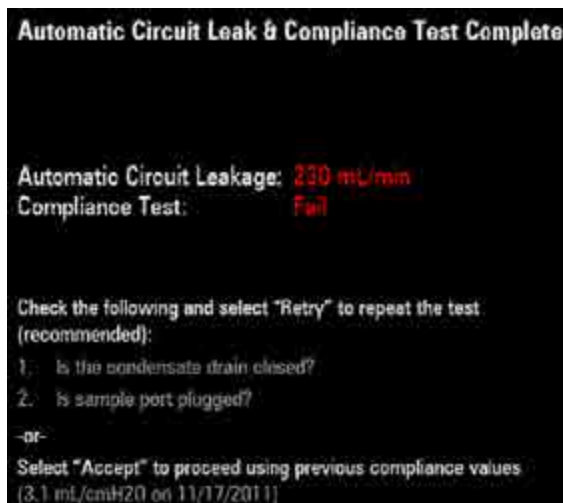 Automatic Circuit Leak & Compliance Test Complete
Automatic Circuit Leakage: 230 mL/min
Compliance Test: Fail
Check the following and select "Retry" to repeat the test
(recommended):
1. Is the condensate drain closed?
2. Is sample port plugged?
-or-
Select "Accept" to proceed using previous compliance values
(3.1 mL/cmH2O on 11/17/2011)